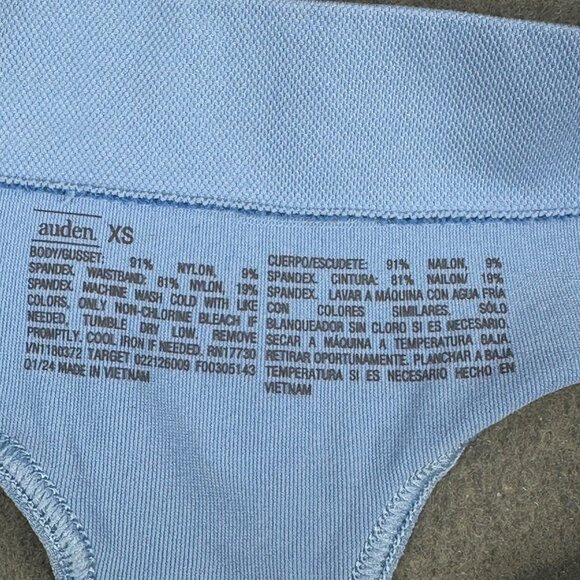 auden. XS
BODY/GUSSET: 91% NYLON, 9%
SPANDEX. WAISTBAND: 81% NYLON, 19%
SPANDEX. MACHINE WASH COLD WITH LIKE
COLORS. ONLY NON-CHLORINE BLEACH IF
NEEDED. TUMBLE DRY LOW. REMOVE
PROMPTLY. COOL IRON IF NEEDED. RN17730
VN1180372 TARGET 022126009 F00305143
Q1/24 MADE IN VIETNAM
CUERPO/ESCUDETE: 91% NAILON, 9%
SPANDEX. CINTURA: 81% NAILON/ 19%
SPANDEX. LAVAR A MÁQUINA CON AGUA FRÍA
CON COLORES SIMILARES. SÓLO
BLANQUEADOR SIN CLORO SI ES NECESARIO.
SECAR A MÁQUINA A TEMPERATURA BAJA.
RETIRAR OPORTUNAMENTE. PLANCHAR A BAJA
TEMPERATURA SI ES NECESARIO HECHO EN
VIETNAM